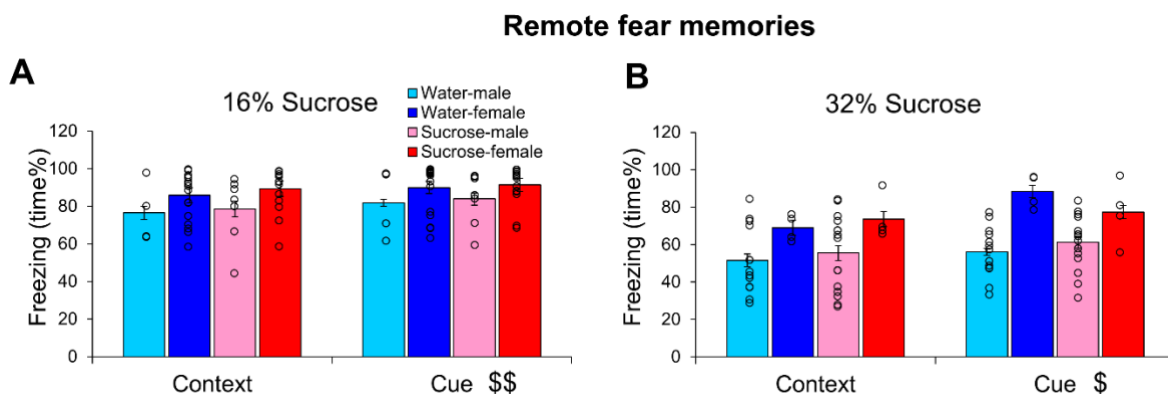 Remote fear memories
A
16% Sucrose
Water-male
Water-female
Sucrose-male
Sucrose-female
Freezing (time%)
120
100
80
60
40
20
0
Context
Cue $$
B
32% Sucrose
Freezing (time%)
120
100
80
60
40
20
0
Context
Cue $